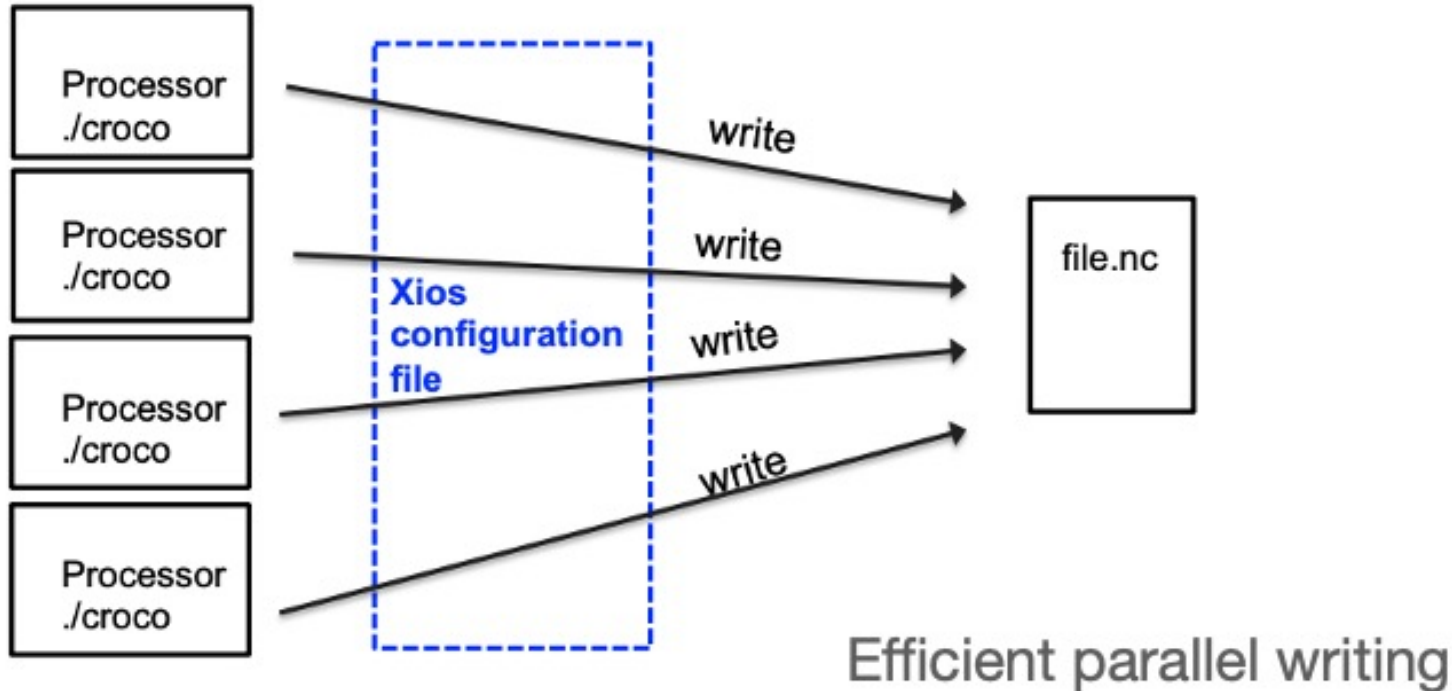 Processor
./croco
write
Processor
./croco
write
file.nc
Xios
configuration
file
write
Processor
./croco
write
Processor
./croco
Efficient parallel writing